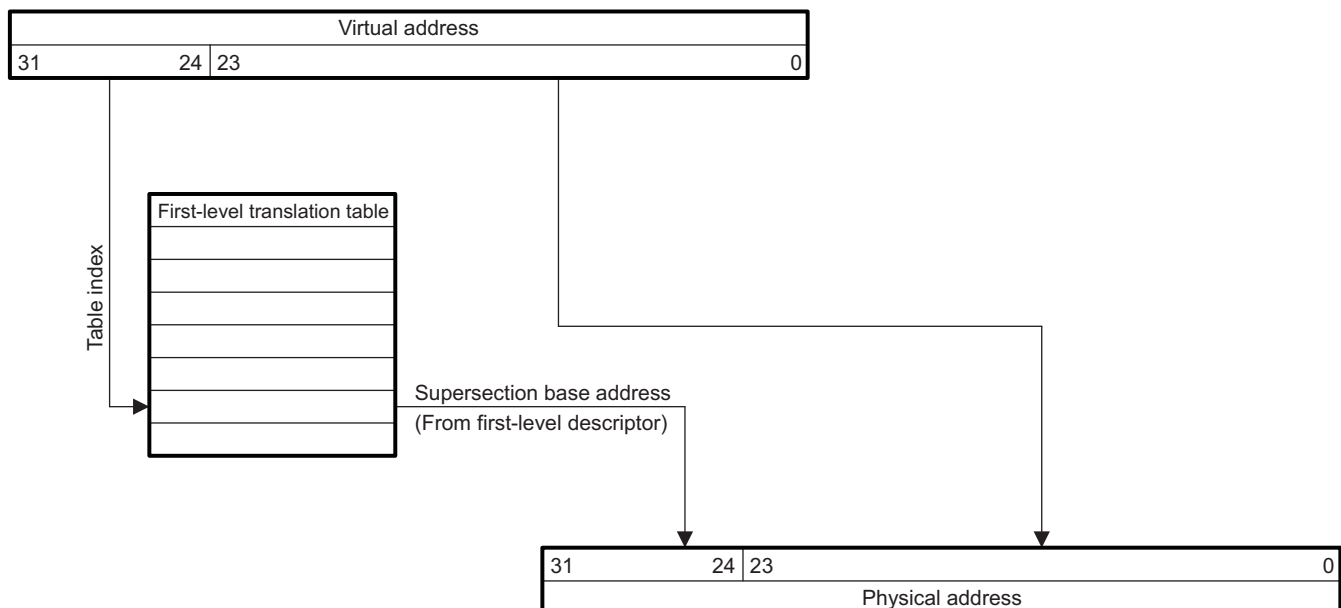 Virtual address
31 24 23 0
First-level translation table
Table index
Supersection base address
(From first-level descriptor)
31 24 23 0
Physical address